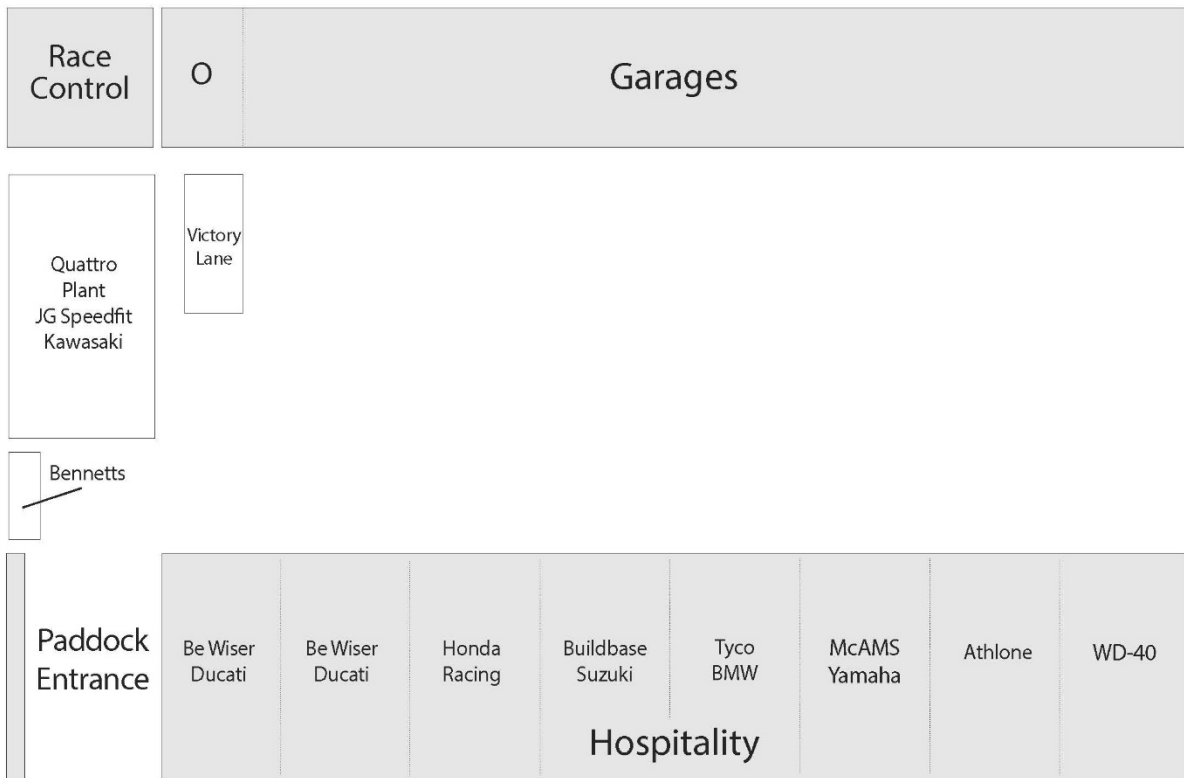 Race
Control
O
Garages
Victory
Lane
Quattro
Plant
JG Speedfit
Kawasaki
Bennetts
Paddock
Entrance
Be Wiser
Ducati
Be Wiser
Ducati
Honda
Racing
Buildbase
Suzuki
Tyco
BMW
McAMS
Yamaha
Athlone
WD-40
Hospitality